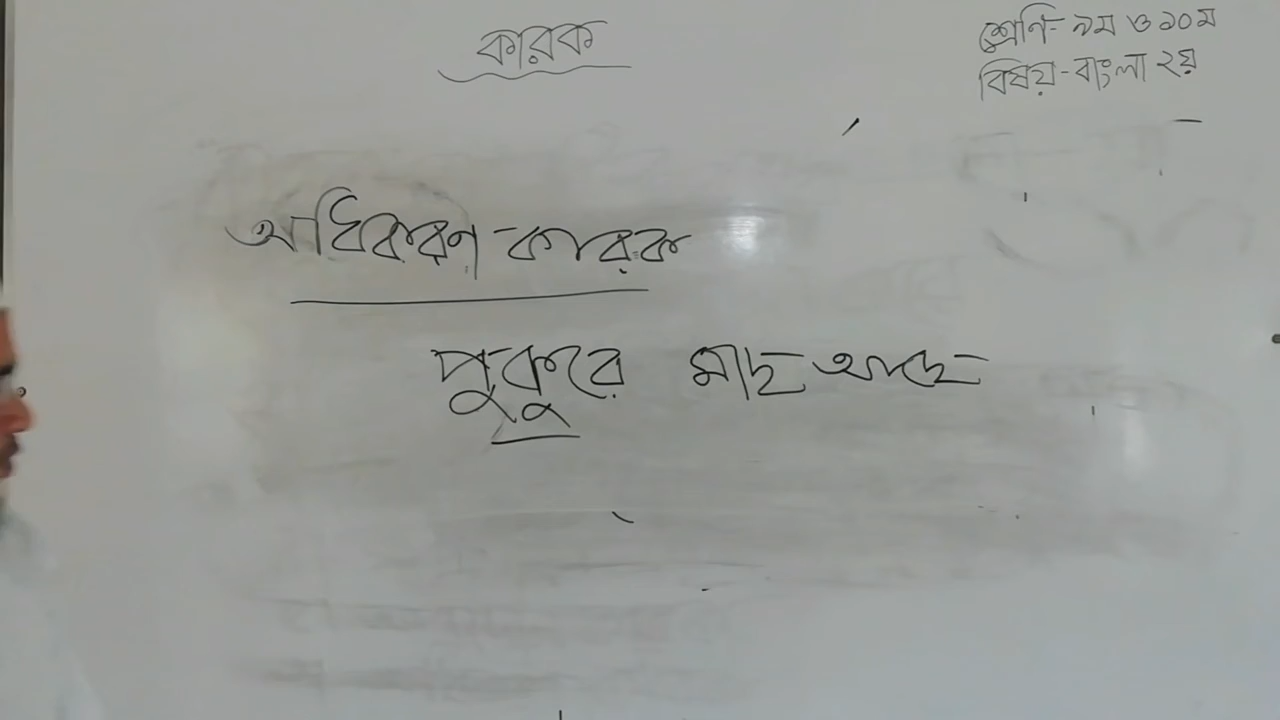 কারক
শ্রেণি- ৯ম ও ১০ম
বিষয়-বাংলা ২য়
অধিকরণ-কারক
পুকুরে মাছ আছে